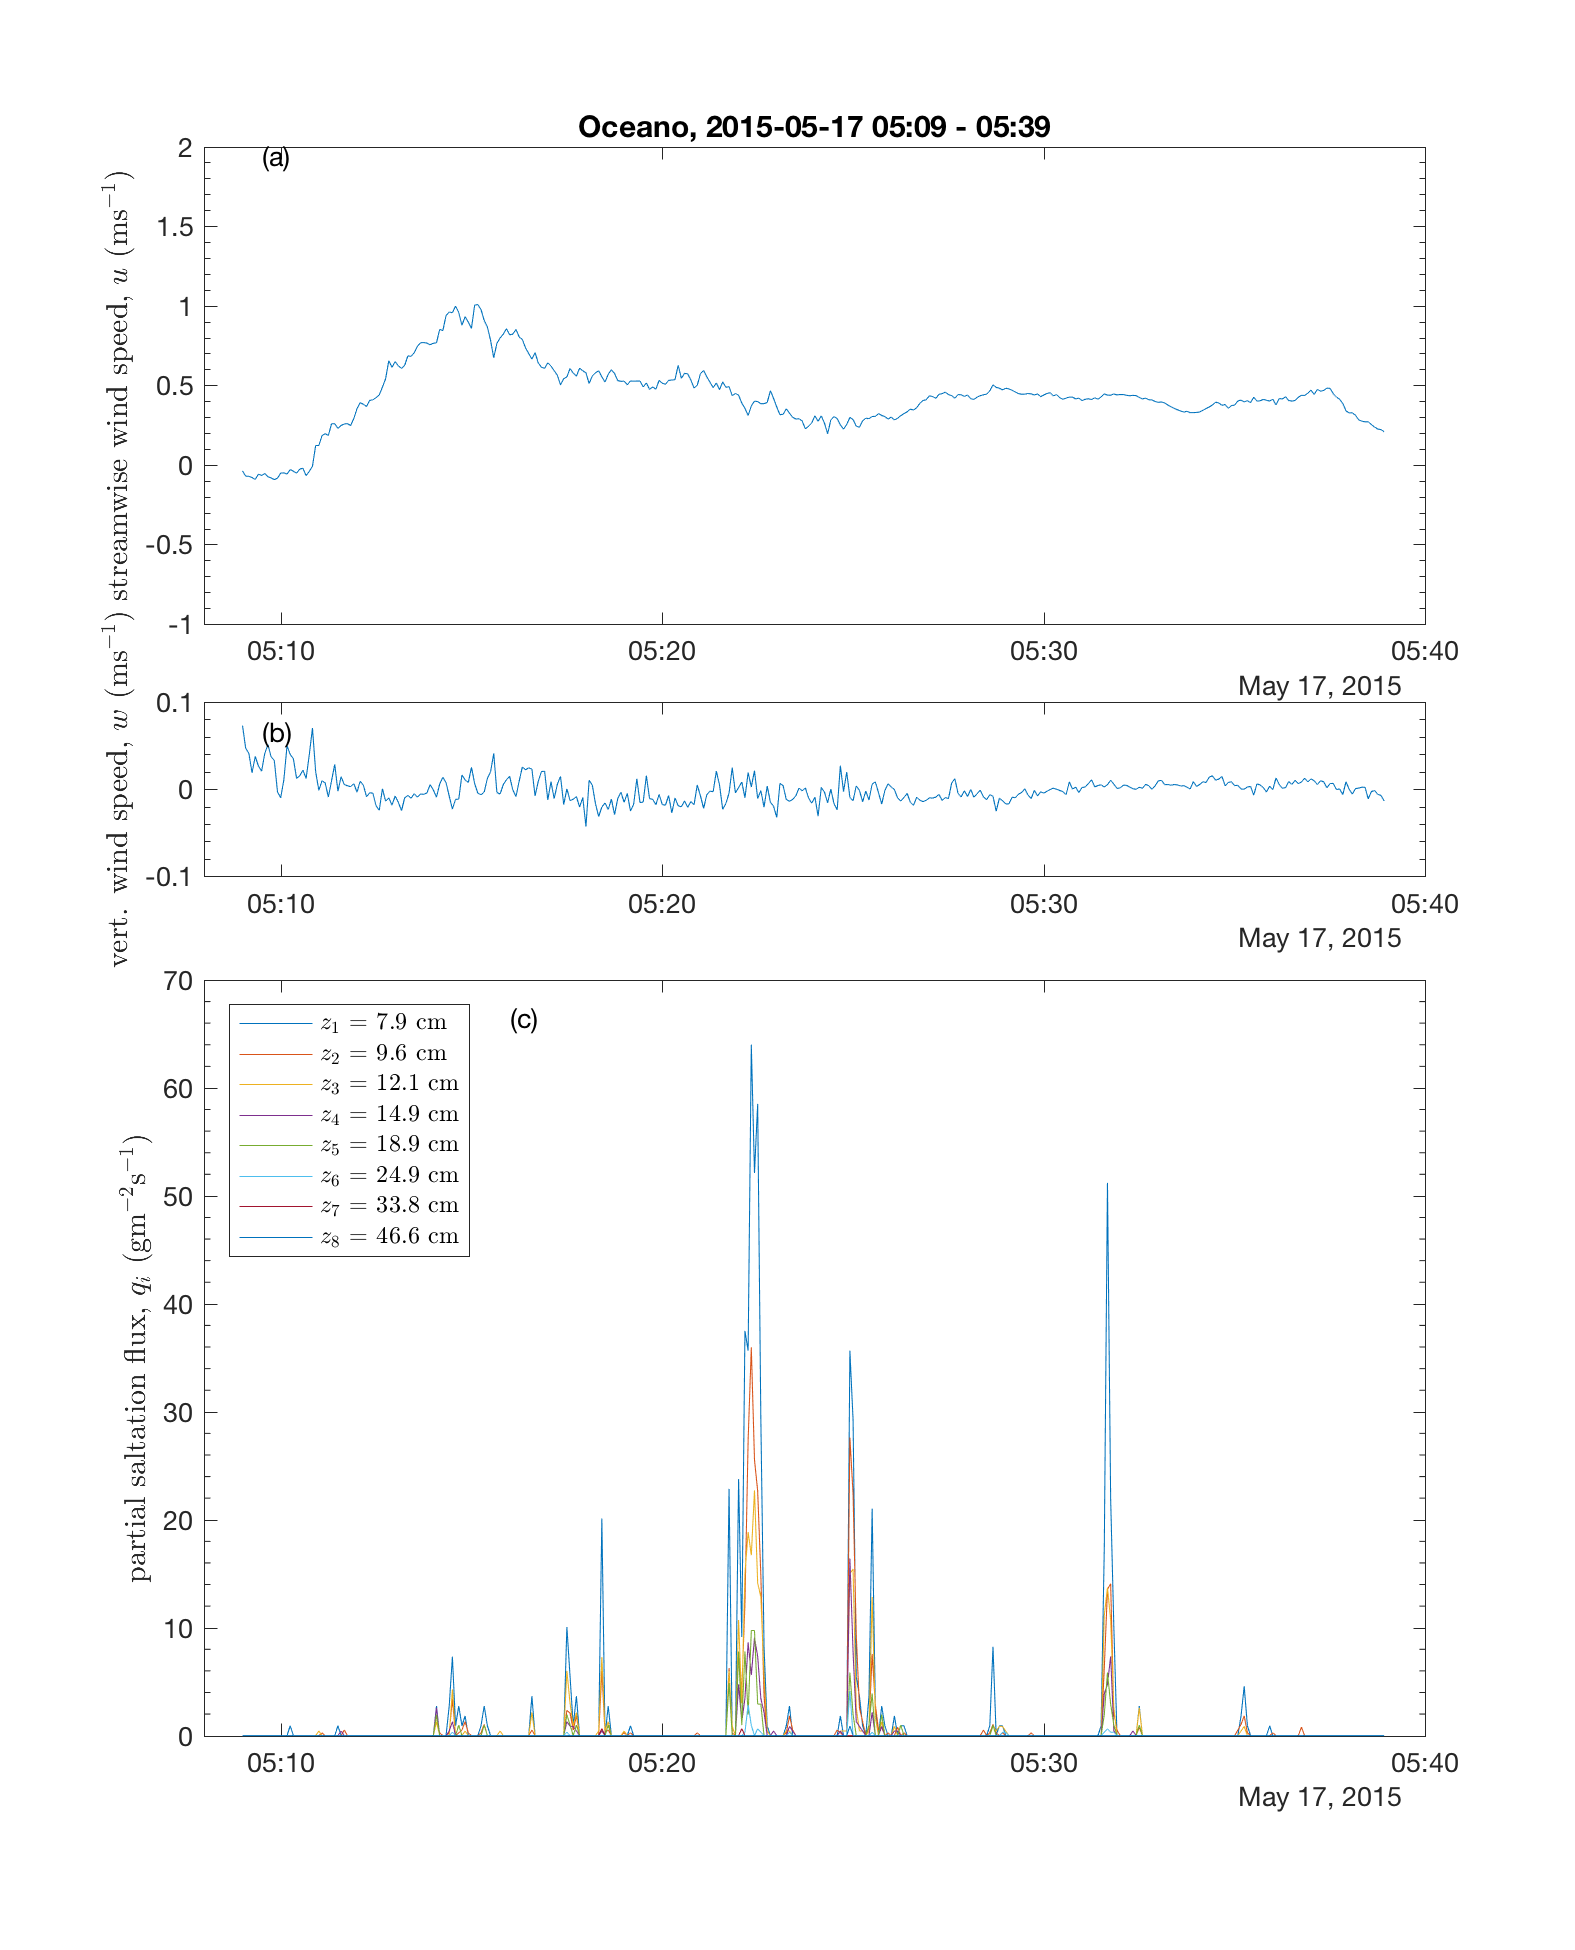 Oceano, 2015-05-17 05:09 - 05:39
(a)
streamwise wind speed, u (ms⁻¹)
2
1.5
1
0.5
0
-0.5
-1
05:10 05:20 05:30 05:40
May 17, 2015
(b)
vert. wind speed, w (ms⁻¹)
0.1
0
-0.1
05:10 05:20 05:30 05:40
May 17, 2015
(c)
partial saltation flux, qᵢ (gm⁻²s⁻¹)
70
60
50
40
30
20
10
0
z₁ = 7.9 cm
z₂ = 9.6 cm
z₃ = 12.1 cm
z₄ = 14.9 cm
z₅ = 18.9 cm
z₆ = 24.9 cm
z₇ = 33.8 cm
z₈ = 46.6 cm
05:10 05:20 05:30 05:40
May 17, 2015